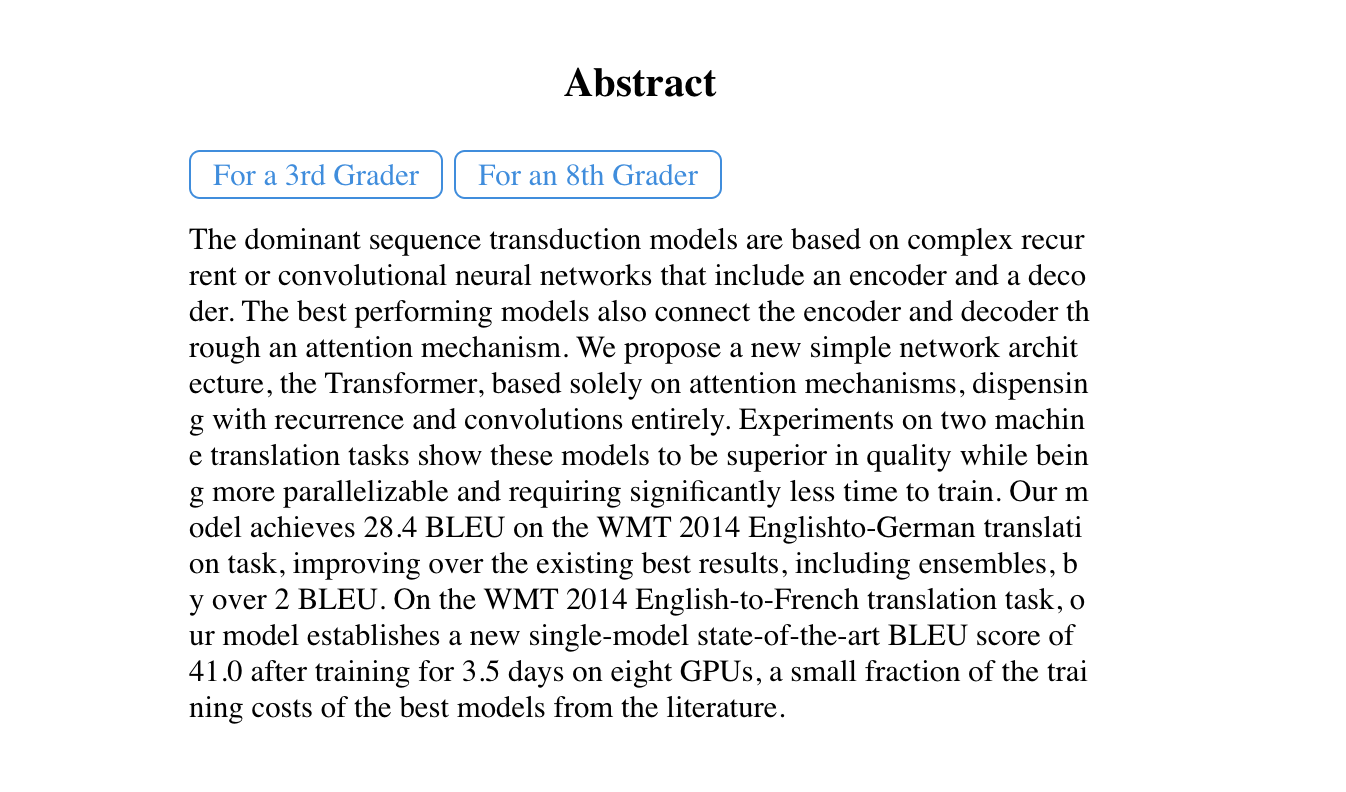 Abstract
For a 3rd Grader For an 8th Grader
The dominant sequence transduction models are based on complex recur
rent or convolutional neural networks that include an encoder and a deco
der. The best performing models also connect the encoder and decoder th
rough an attention mechanism. We propose a new simple network archit
ecture, the Transformer, based solely on attention mechanisms, dispensin
g with recurrence and convolutions entirely. Experiments on two machin
e translation tasks show these models to be superior in quality while bein
g more parallelizable and requiring significantly less time to train. Our m
odel achieves 28.4 BLEU on the WMT 2014 Englishto-German translati
on task, improving over the existing best results, including ensembles, b
y over 2 BLEU. On the WMT 2014 English-to-French translation task, o
ur model establishes a new single-model state-of-the-art BLEU score of
41.0 after training for 3.5 days on eight GPUs, a small fraction of the trai
ning costs of the best models from the literature.